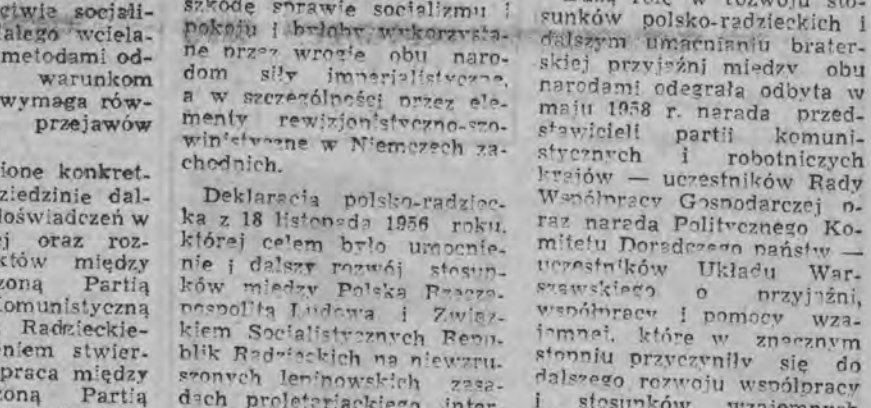 ctwie socjali-
ałego wciela-
metodami od-
warunkom
wymaga rów-
przejawów
ione konkret-
ziedzinie dal-
doświadczeń w
ej oraz roz-
któw między
zoną Partią
Komunistyczną
Radzieckie-
niem stwier-
praca między
zoną Partią
szkodę sprawie socjalizmu i
pokoju i byłaby wykorzysta-
ne przez wrogie obu naro-
dom siły imperialistyczne,
a w szczególności przez ele-
menty rewizjonistyczno-szo-
winistyczne w Niemczech za-
chodnich.
Deklaracja polsko-radziec-
ka z 18 listopada 1956 roku,
której celem było umocnie-
nie i dalszy rozwój stosun-
ków między Polską Rzeczą-
pospolitą Ludową i Związ-
kiem Socjalistycznych Repu-
blik Radzieckich na niewzru-
szonych leninowskich zasa-
dach proletariackiego inter-
rolę w rozwoju sto-
sunków polsko-radzieckich i
dalszym umacnianiu brater-
skiej przyjaźni między obu
narodami odegrała odbyta w
maju 1958 r. narada przed-
stawicieli partii komuni-
stycznych i robotniczych
krajów — uczestników Rady
Współpracy Gospodarczej o-
raz narada Politycznego Ko-
mitetu Doradczego państw —
uczestników Układu War-
szawskiego o przyjaźni,
współpracy i pomocy wza-
jemnej, które w znacznym
stopniu przyczyniły się do
dalszego rozwoju współpracy
i stosunków wzajemnych